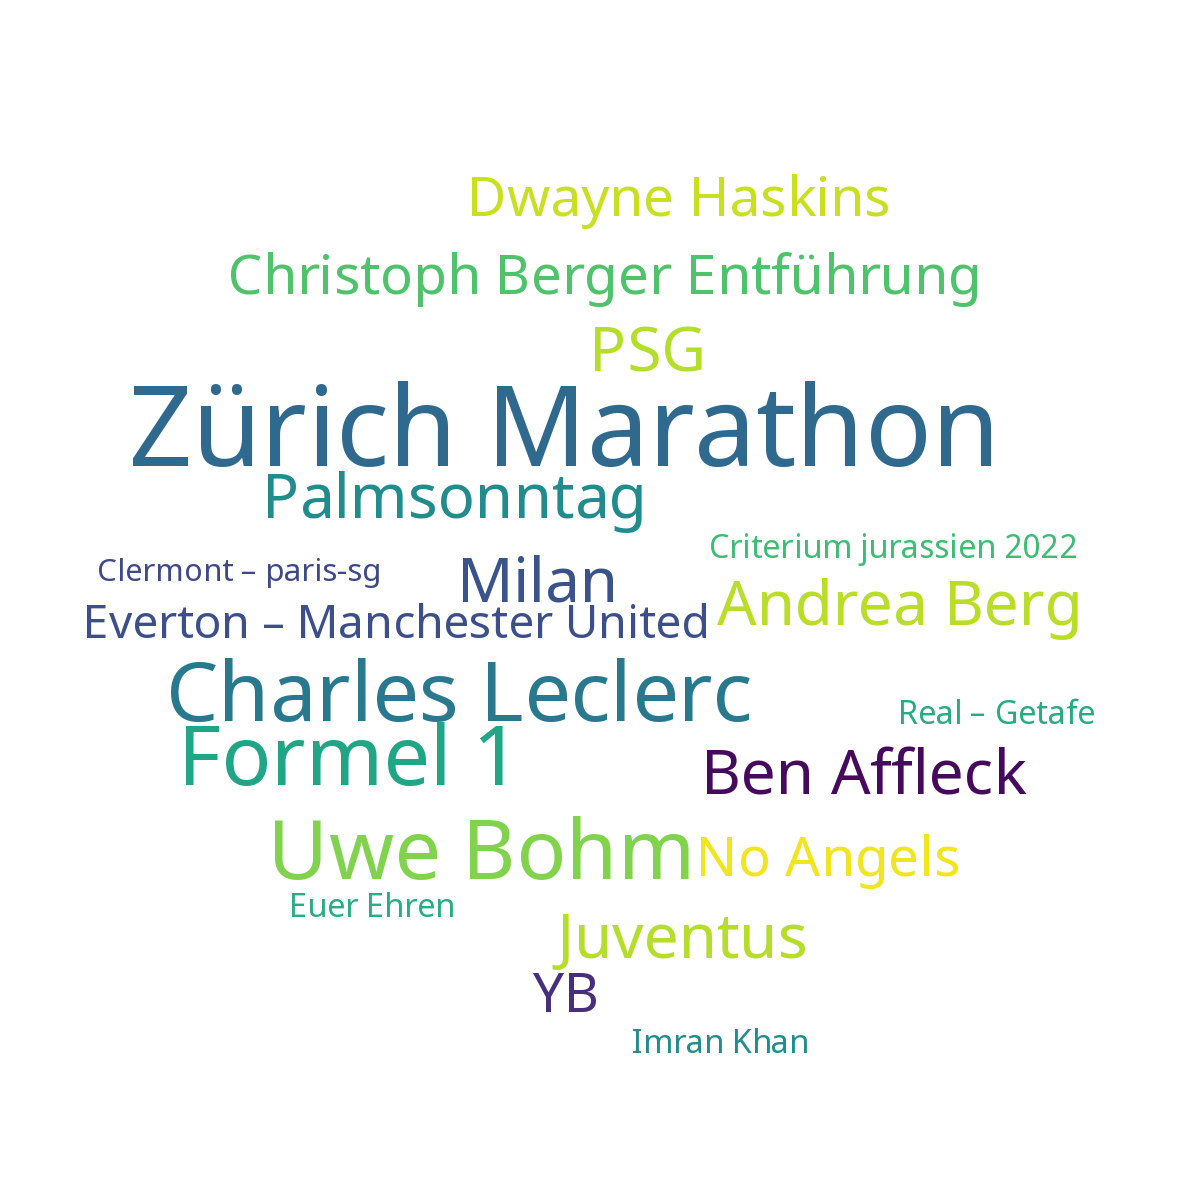 Dwayne Haskins
Christoph Berger Entführung
PSG
Zürich Marathon
Palmsonntag
Criterium jurassien 2022
Clermont – paris-sg
Milan
Andrea Berg
Everton – Manchester United
Charles Leclerc
Real – Getafe
Formel 1
Ben Affleck
Uwe Bohm
No Angels
Euer Ehren
Juventus
YB
Imran Khan